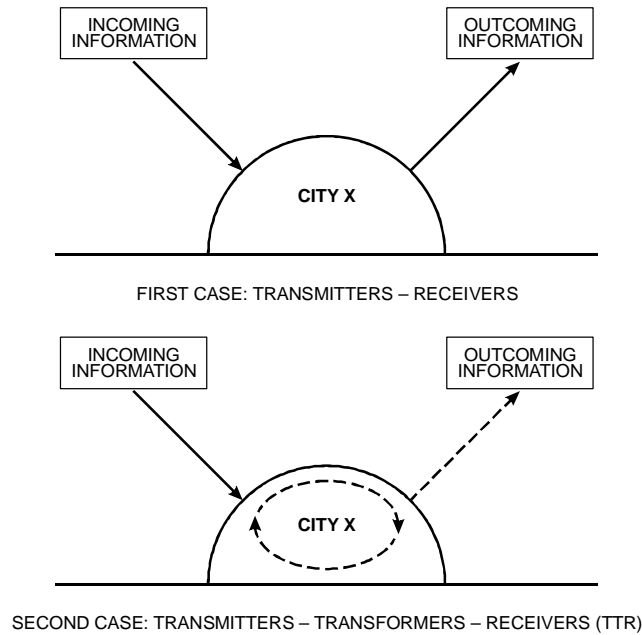 INCOMING
INFORMATION
OUTCOMING
INFORMATION
CITY X
FIRST CASE: TRANSMITTERS – RECEIVERS
INCOMING
INFORMATION
OUTCOMING
INFORMATION
CITY X
SECOND CASE: TRANSMITTERS – TRANSFORMERS – RECEIVERS (TTR)